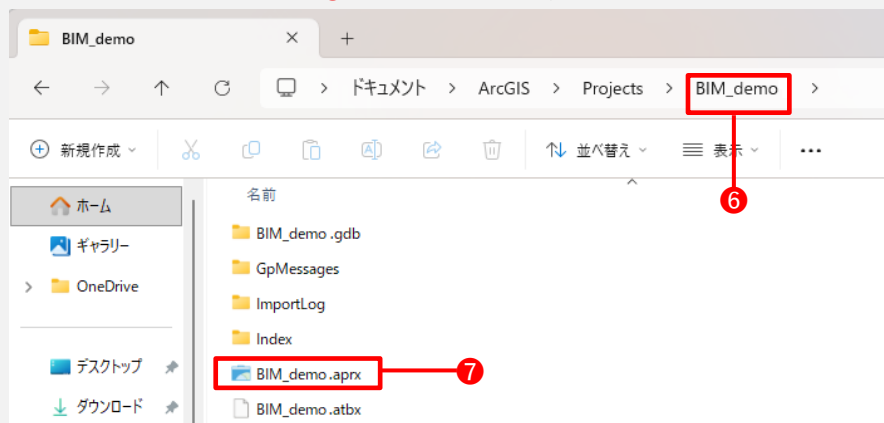 BIM_demo
ドキュメント > ArcGIS > Projects > BIM_demo >
新規作成 並べ替え 表示 ...
6
ホーム
ギャラリー
OneDrive
デスクトップ
ダウンロード
名前
BIM_demo .gdb
GpMessages
ImportLog
Index
BIM_demo .aprx
7
BIM_demo .atbx